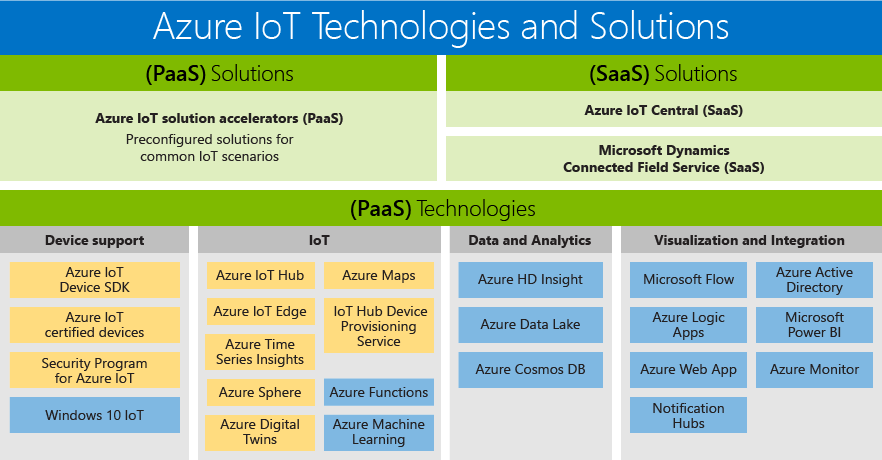 Azure IoT Technologies and Solutions
(PaaS) Solutions
Azure IoT solution accelerators (PaaS)
Preconfigured solutions for
common IoT scenarios
(SaaS) Solutions
Azure IoT Central (SaaS)
Microsoft Dynamics
Connected Field Service (SaaS)
(PaaS) Technologies
Device support
Azure IoT
Device SDK
Azure IoT
certified devices
Security Program
for Azure IoT
Windows 10 IoT
IoT
Azure IoT Hub
Azure IoT Edge
Azure Time
Series Insights
Azure Sphere
Azure Digital
Twins
Azure Maps
IoT Hub Device
Provisioning
Service
Azure Functions
Azure Machine
Learning
Data and Analytics
Azure HD Insight
Azure Data Lake
Azure Cosmos DB
Visualization and Integration
Microsoft Flow
Azure Logic
Apps
Azure Web App
Notification
Hubs
Azure Active
Directory
Microsoft
Power BI
Azure Monitor